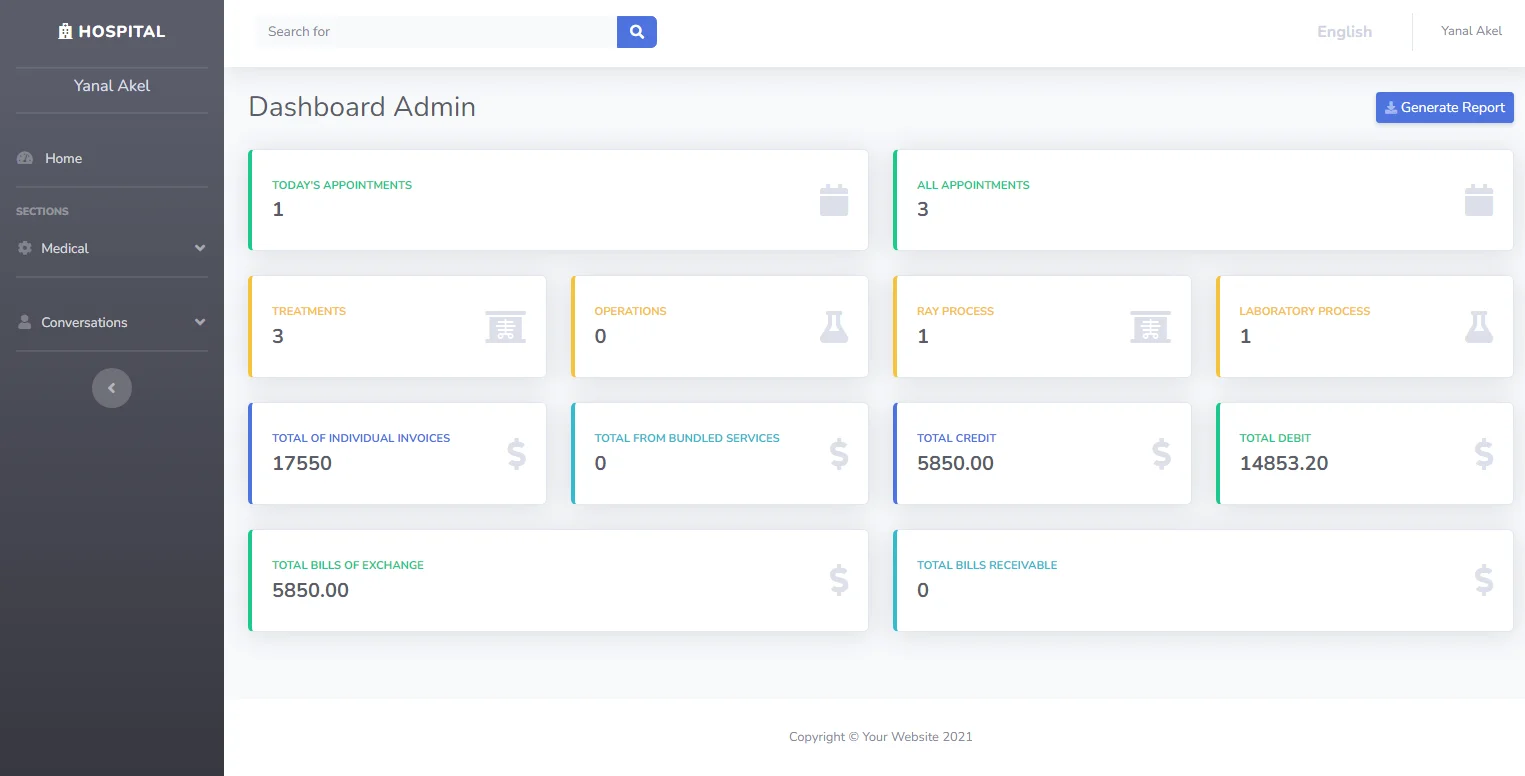 HOSPITAL
Yanal Akel
Home
SECTIONS
Medical
Conversations
Search for
English
Yanal Akel
Dashboard Admin
Generate Report
TODAY'S APPOINTMENTS
1
ALL APPOINTMENTS
3
TREATMENTS
3
OPERATIONS
0
RAY PROCESS
1
LABORATORY PROCESS
1
TOTAL OF INDIVIDUAL INVOICES
17550
TOTAL FROM BUNDLED SERVICES
0
TOTAL CREDIT
5850.00
TOTAL DEBIT
14853.20
TOTAL BILLS OF EXCHANGE
5850.00
TOTAL BILLS RECEIVABLE
0
Copyright © Your Website 2021